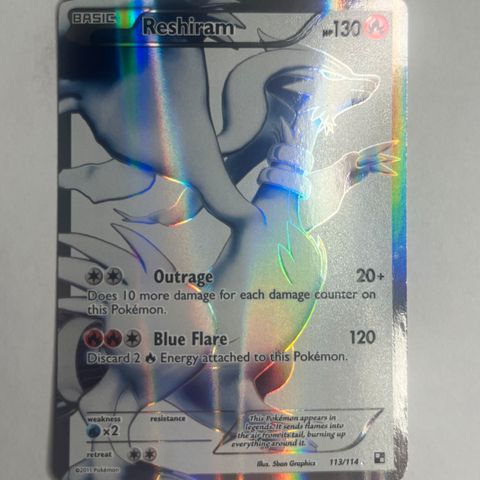 BASIC Reshiram HP130
Outrage 20+
Does 10 more damage for each damage counter on
this Pokémon.
Blue Flare 120
Discard 2 Energy attached to this Pokémon.
weakness resistance
×2
retreat
This Pokémon appears in
legends. It sends flames into
the air from its tail, burning up
everything around it.
©2011 Pokémon Illus. 5ban Graphics 113/114